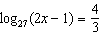 log₂₇(2x − 1) = 4/3